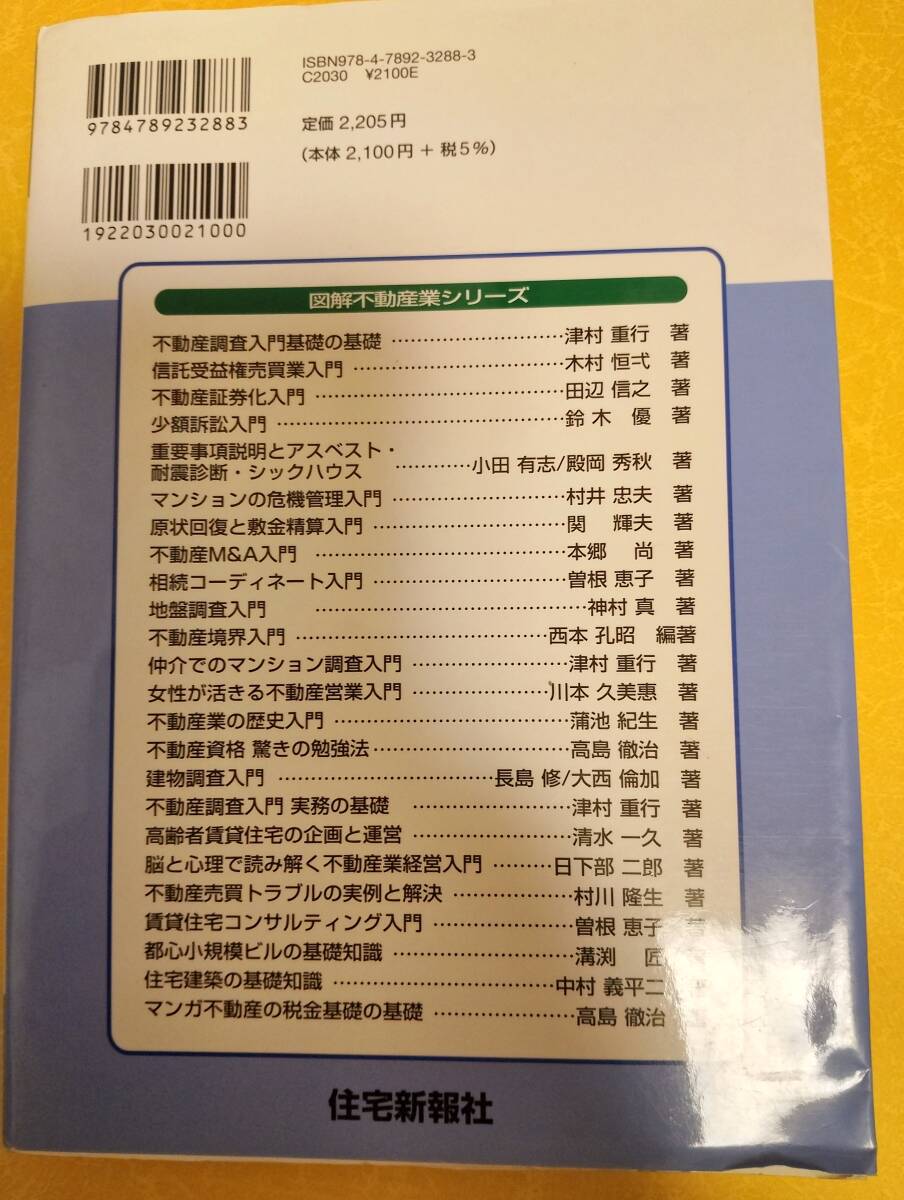 ISBN978-4-7892-3288-3
C2030 ¥2100E
9784789232883
定価 2,205円
(本体 2,100円 + 税5%)
1922030021000
図解不動産業シリーズ
不動産調査入門基礎の基礎 ………… 津村 重行 著
信託受益権売買業入門 ………… 木村 恒弌 著
不動産証券化入門 ………… 田辺 信之 著
少額訴訟入門 ………… 鈴木 優 著
重要事項説明とアスベスト・
耐震診断・シックハウス ………… 小田 有志/殿岡 秀秋 著
マンションの危機管理入門 ………… 村井 忠夫 著
原状回復と敷金精算入門 ………… 関 輝夫 著
不動産M&A入門 ………… 本郷 尚 著
相続コーディネート入門 ………… 曽根 恵子 著
地盤調査入門 ………… 神村 真 著
不動産境界入門 ………… 西本 孔昭 編著
仲介でのマンション調査入門 ………… 津村 重行 著
女性が活きる不動産営業入門 ………… 川本 久美惠 著
不動産業の歴史入門 ………… 蒲池 紀生 著
不動産資格 驚きの勉強法 ………… 高島 徹治 著
建物調査入門 ………… 長島 修/大西 倫加 著
不動産調査入門 実務の基礎 ………… 津村 重行 著
高齢者賃貸住宅の企画と運営 ………… 清水 一久 著
脳と心理で読み解く不動産業経営入門 ………… 日下部 二郎 著
不動産売買トラブルの実例と解決 ………… 村川 隆生 著
賃貸住宅コンサルティング入門 ………… 曽根 恵子 著
都心小規模ビルの基礎知識 ………… 溝渕 匠
住宅建築の基礎知識 ………… 中村 義平二
マンガ不動産の税金基礎の基礎 ………… 高島 徹治
住宅新報社